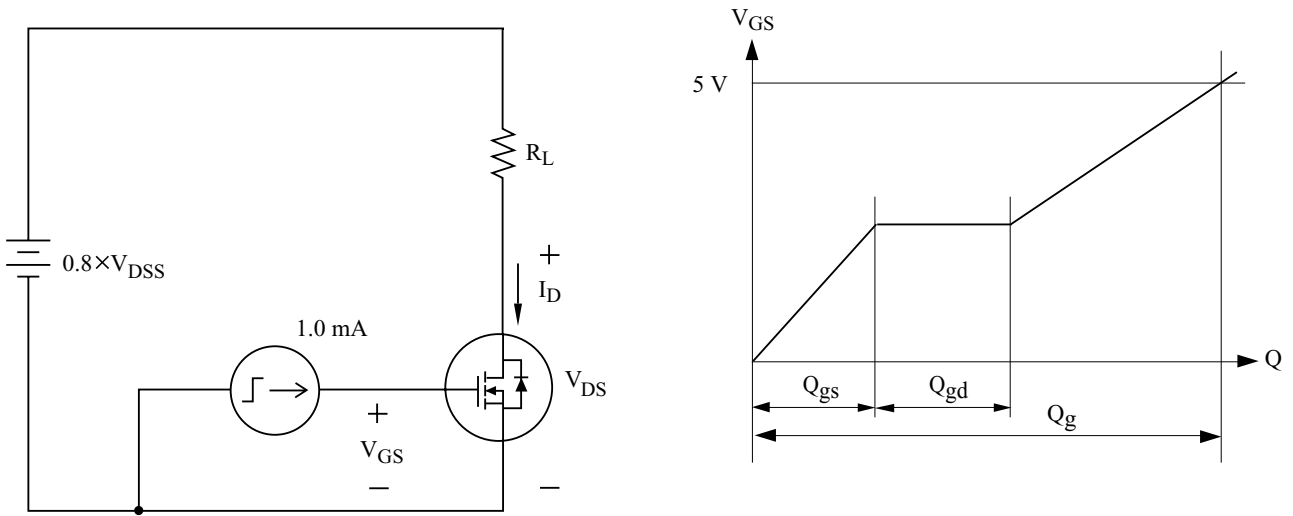 R_L
0.8×V_DSS
+
I_D
1.0 mA
V_DS
+
V_GS
−
−
V_GS
5 V
Q
Q_gs
Q_gd
Q_g